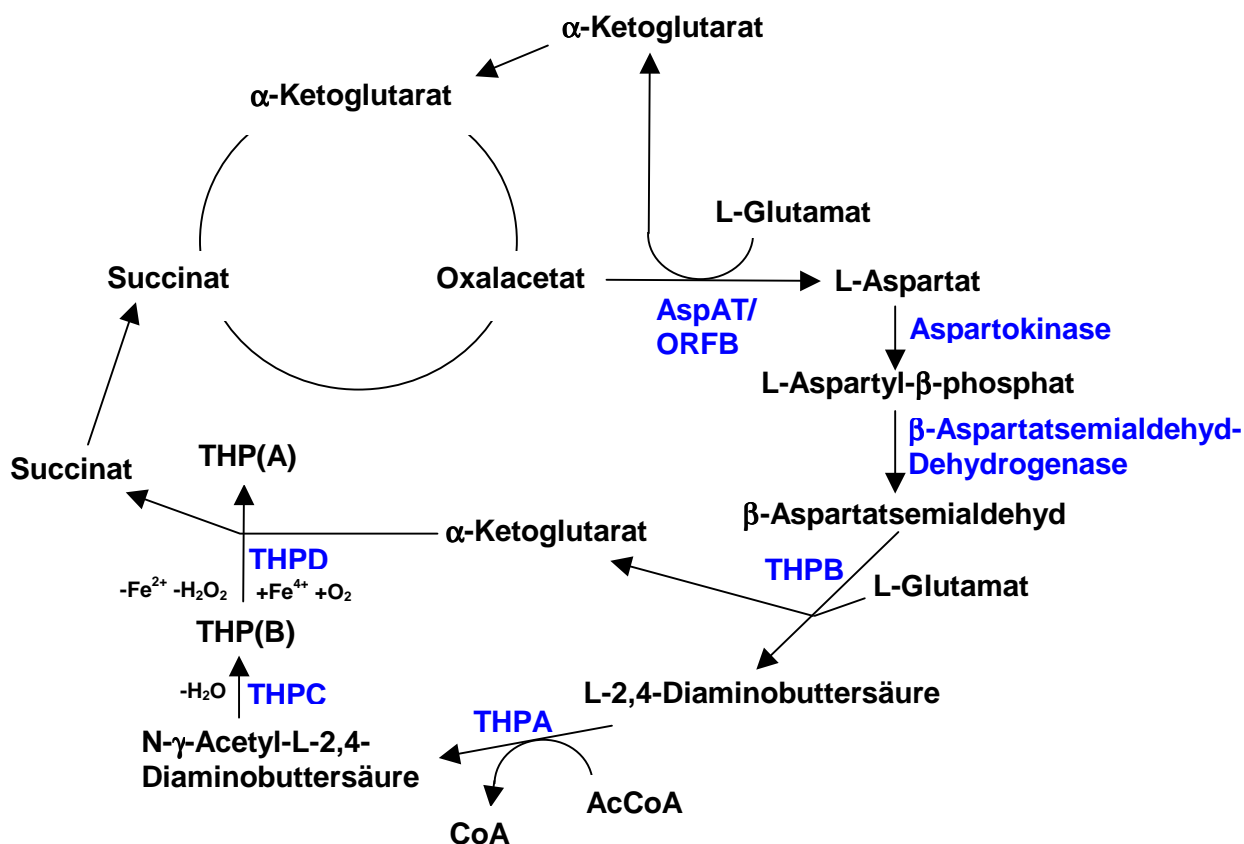 α-Ketoglutarat
α-Ketoglutarat
L-Glutamat
Succinat
Oxalacetat
L-Aspartat
AspAT/
ORFB
Aspartokinase
L-Aspartyl-β-phosphat
β-Aspartatsemialdehyd-
Dehydrogenase
Succinat
THP(A)
β-Aspartatsemialdehyd
α-Ketoglutarat
THPD
THPB
L-Glutamat
-Fe²⁺ -H₂O₂
+Fe⁴⁺ +O₂
THP(B)
-H₂O
THPC
L-2,4-Diaminobuttersäure
THPA
N-γ-Acetyl-L-2,4-
Diaminobuttersäure
AcCoA
CoA